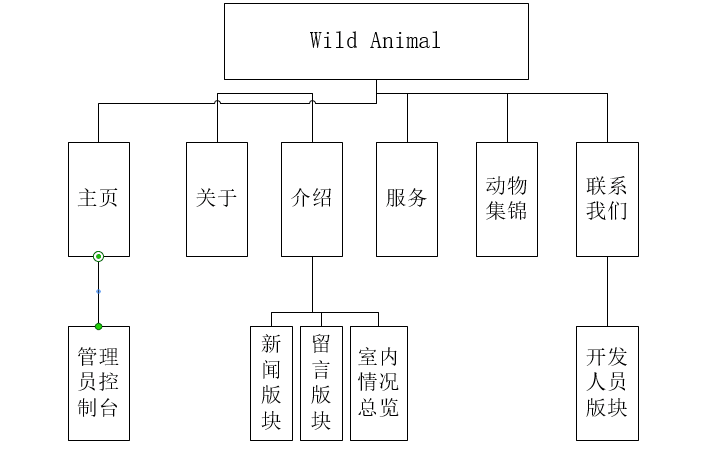 Wild Animal
主页
关于
介绍
服务
动物
集锦
联系
我们
管理
员控
制台
新
闻
版
块
留
言
版
块
室内
情况
总览
开发
人员
版块